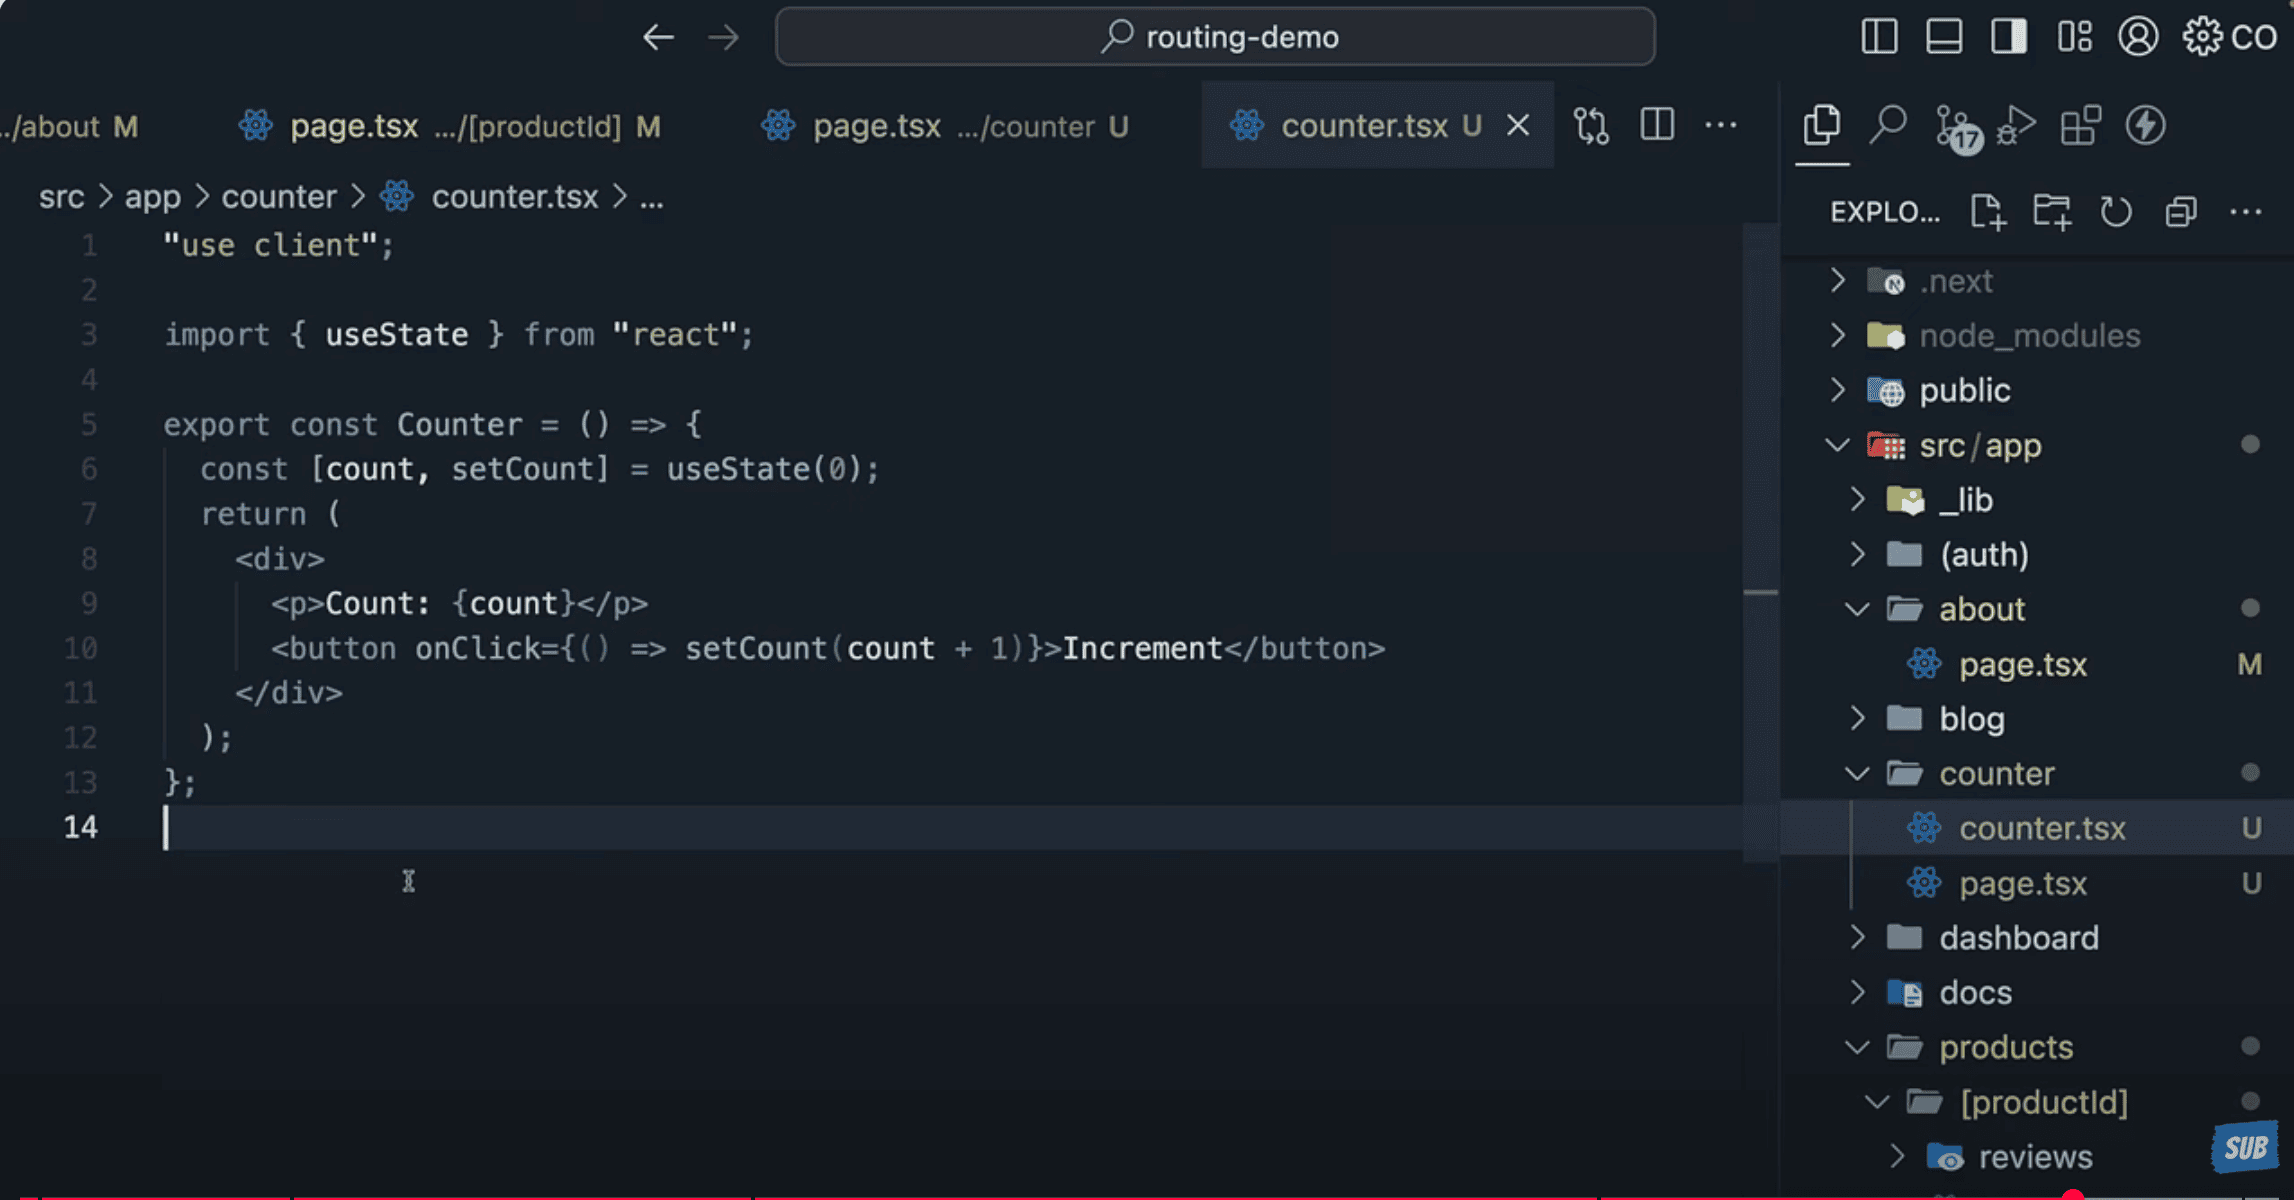 routing-demo
CO
../about M
page.tsx .../[productId] M
page.tsx .../counter U
counter.tsx U
17
src > app > counter > counter.tsx > ...
EXPLO...
1 "use client";
2
3 import { useState } from "react";
4
5 export const Counter = () => {
6 const [count, setCount] = useState(0);
7 return (
8 <div>
9 <p>Count: {count}</p>
10 <button onClick={() => setCount(count + 1)}>Increment</button>
11 </div>
12 );
13 };
14
.next
node_modules
public
src/app
_lib
(auth)
about
page.tsx M
blog
counter
counter.tsx U
page.tsx U
dashboard
docs
products
[productId]
reviews
SUB